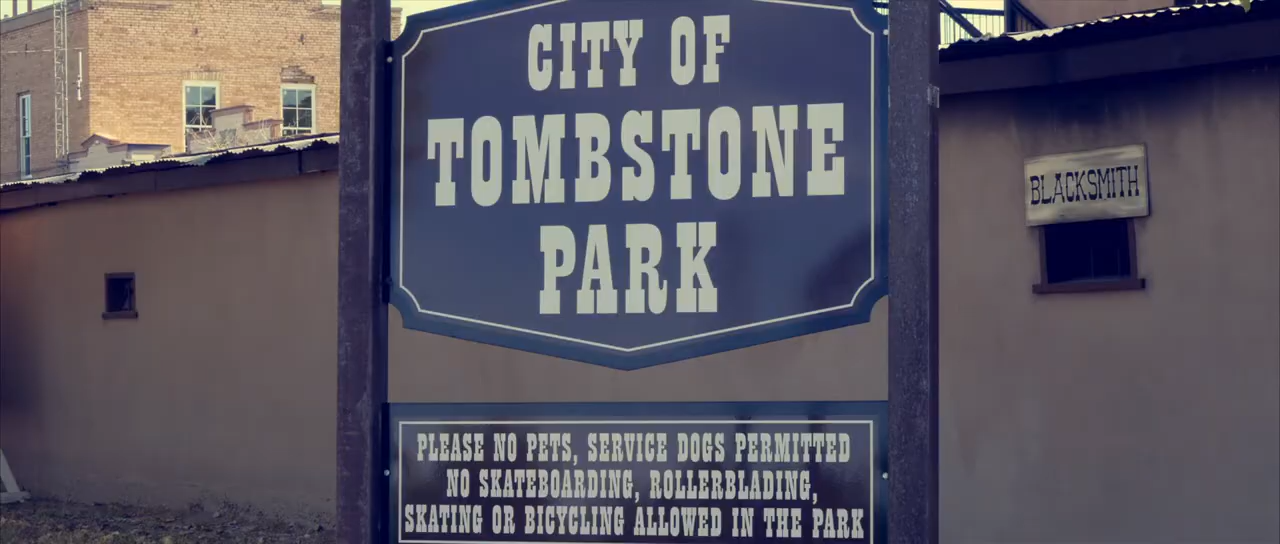 CITY OF
TOMBSTONE
PARK
BLACKSMITH
PLEASE NO PETS, SERVICE DOGS PERMITTED
NO SKATEBOARDING, ROLLERBLADING,
SKATING OR BICYCLING ALLOWED IN THE PARK